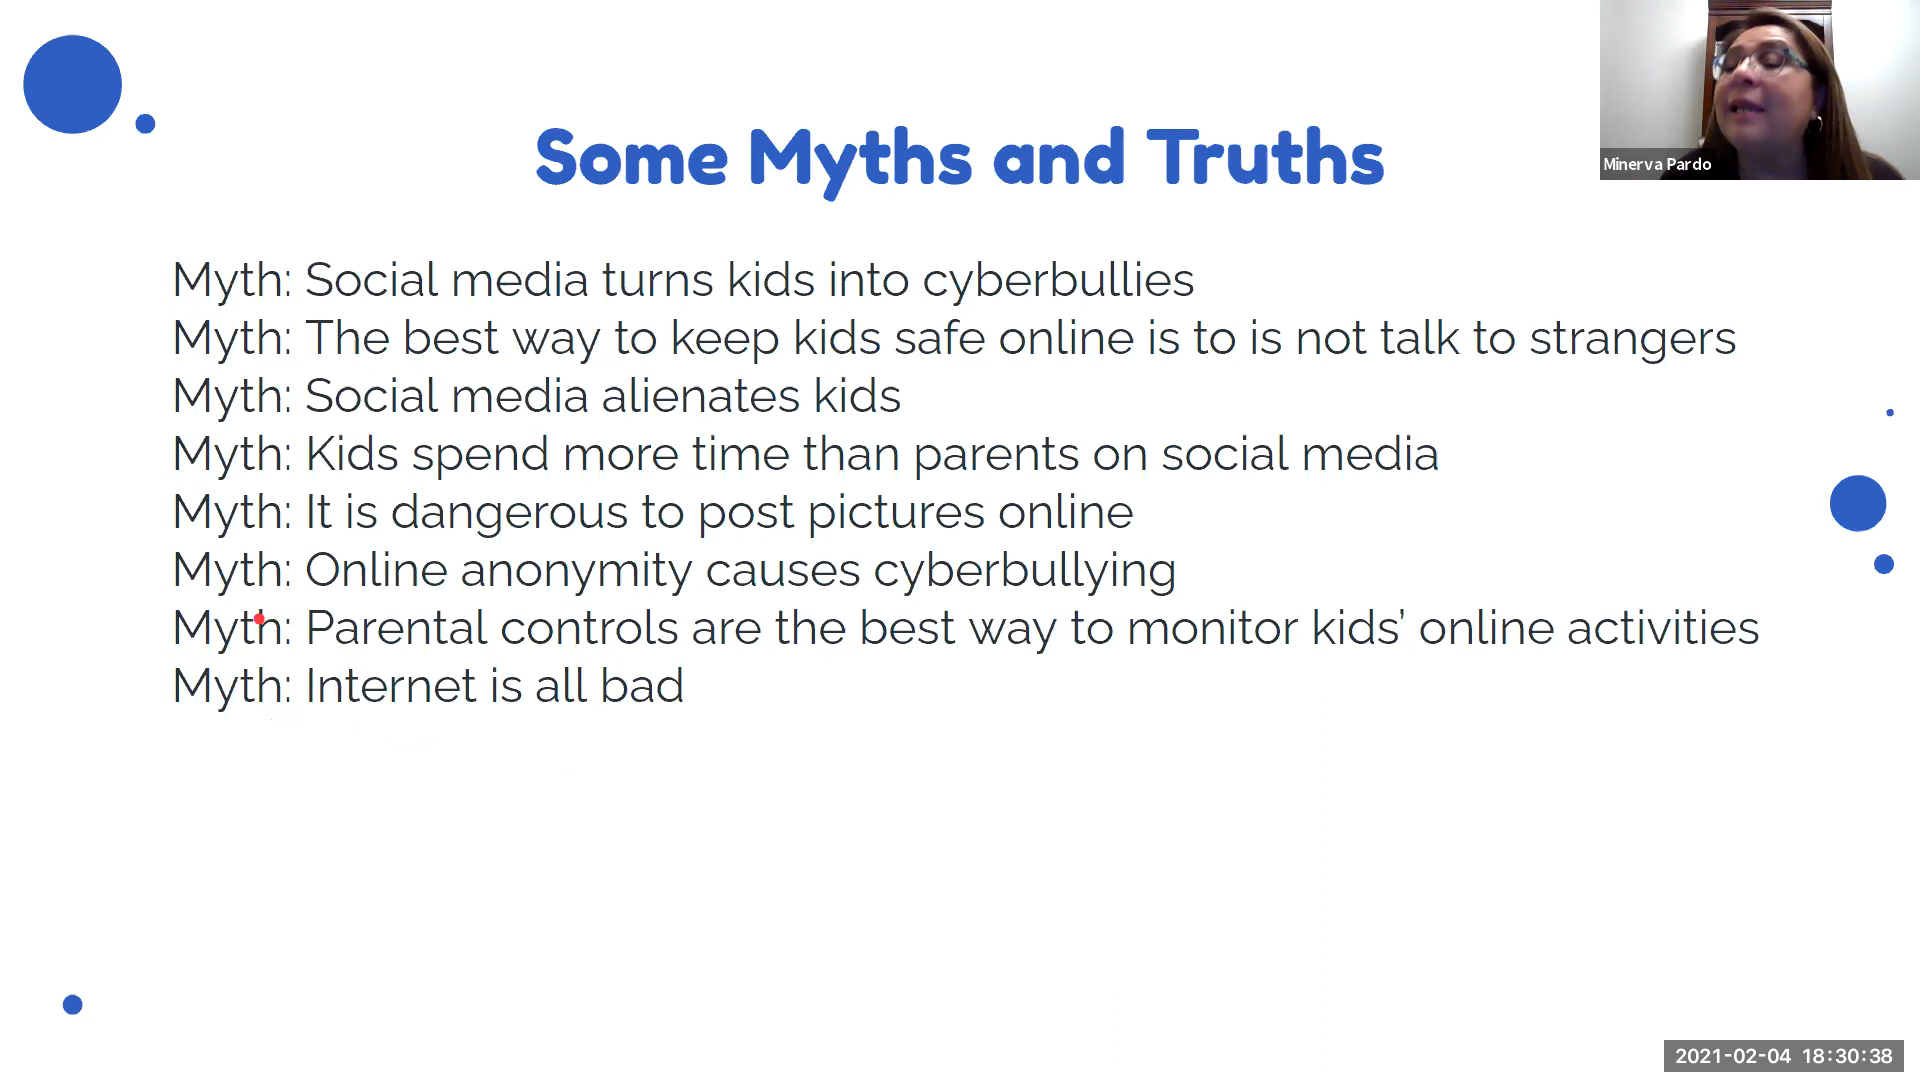 Some Myths and Truths
Minerva Pardo
Myth: Social media turns kids into cyberbullies
Myth: The best way to keep kids safe online is to is not talk to strangers
Myth: Social media alienates kids
Myth: Kids spend more time than parents on social media
Myth: It is dangerous to post pictures online
Myth: Online anonymity causes cyberbullying
Myth: Parental controls are the best way to monitor kids’ online activities
Myth: Internet is all bad
2021-02-04 18:30:38